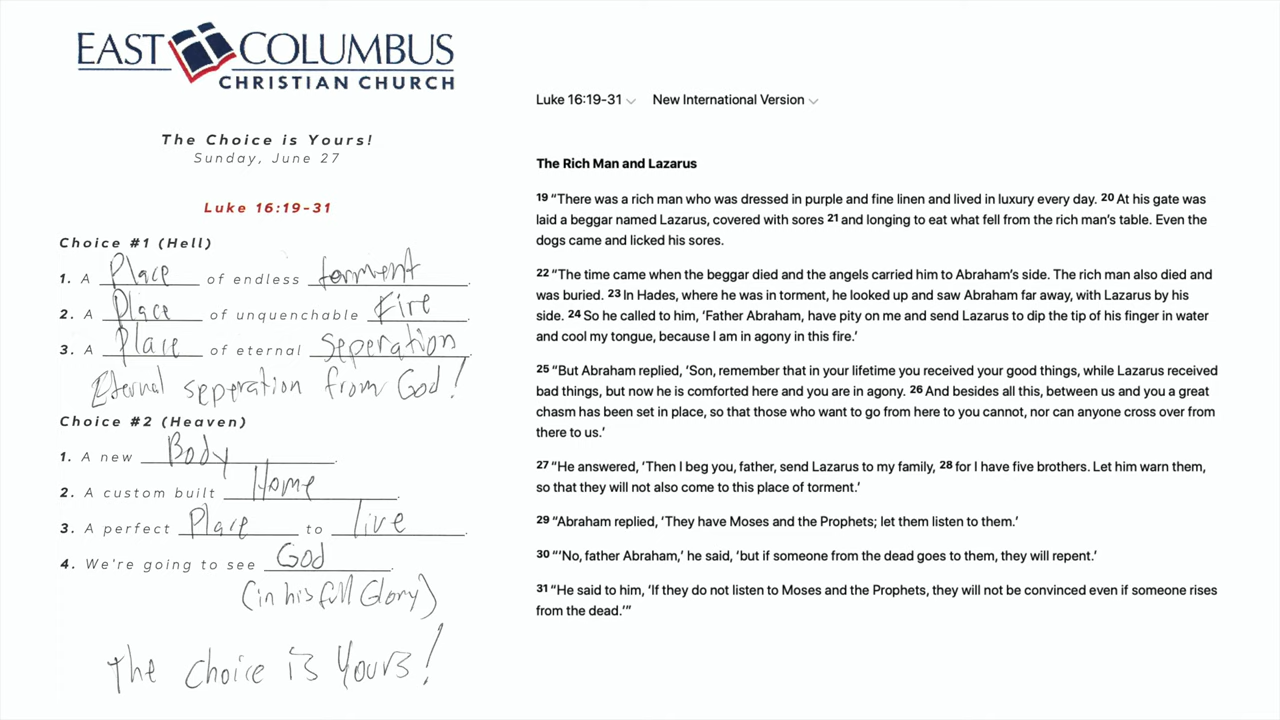 EAST COLUMBUS
CHRISTIAN CHURCH
The Choice is Yours!
Sunday, June 27
Luke 16:19-31
Choice #1 (Hell)
1. A Place of endless torment.
2. A Place of unquenchable Fire.
3. A Place of eternal Seperation.
Eternal seperation from God!
Choice #2 (Heaven)
1. A new Body.
2. A custom built Home.
3. A perfect Place to live.
4. We're going to see God.
(in his full Glory)
The choice is Yours!
Luke 16:19-31 New International Version
The Rich Man and Lazarus
19 “There was a rich man who was dressed in purple and fine linen and lived in luxury every day. 20 At his gate was
laid a beggar named Lazarus, covered with sores 21 and longing to eat what fell from the rich man’s table. Even the
dogs came and licked his sores.
22 “The time came when the beggar died and the angels carried him to Abraham’s side. The rich man also died and
was buried. 23 In Hades, where he was in torment, he looked up and saw Abraham far away, with Lazarus by his
side. 24 So he called to him, ‘Father Abraham, have pity on me and send Lazarus to dip the tip of his finger in water
and cool my tongue, because I am in agony in this fire.’
25 “But Abraham replied, ‘Son, remember that in your lifetime you received your good things, while Lazarus received
bad things, but now he is comforted here and you are in agony. 26 And besides all this, between us and you a great
chasm has been set in place, so that those who want to go from here to you cannot, nor can anyone cross over from
there to us.’
27 “He answered, ‘Then I beg you, father, send Lazarus to my family, 28 for I have five brothers. Let him warn them,
so that they will not also come to this place of torment.’
29 “Abraham replied, ‘They have Moses and the Prophets; let them listen to them.’
30 “‘No, father Abraham,’ he said, ‘but if someone from the dead goes to them, they will repent.’
31 “He said to him, ‘If they do not listen to Moses and the Prophets, they will not be convinced even if someone rises
from the dead.’”